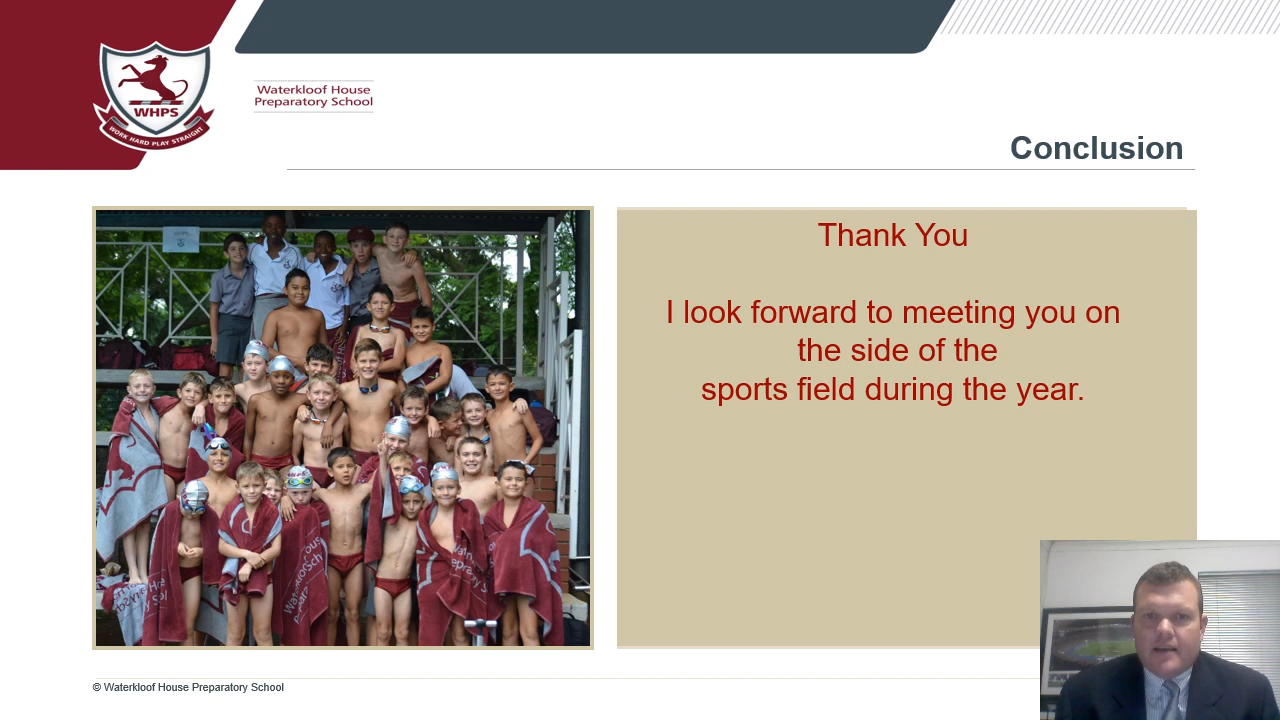 WHPS
WORK HARD PLAY STRAIGHT
Waterkloof House
Preparatory School
Conclusion
Thank You
I look forward to meeting you on
the side of the
sports field during the year.
© Waterkloof House Preparatory School